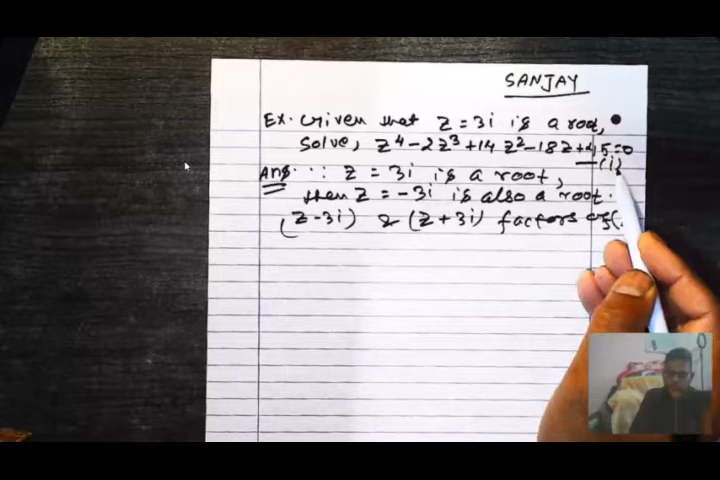 SANJAY
Ex. Given that z = 3i is a root,
Solve, z⁴ - 2z³ + 14z² - 18z + 45 = 0
— (i)
Ans ∵ z = 3i is a root,
then z = -3i is also a root.
(z - 3i) & (z + 3i) factors of (